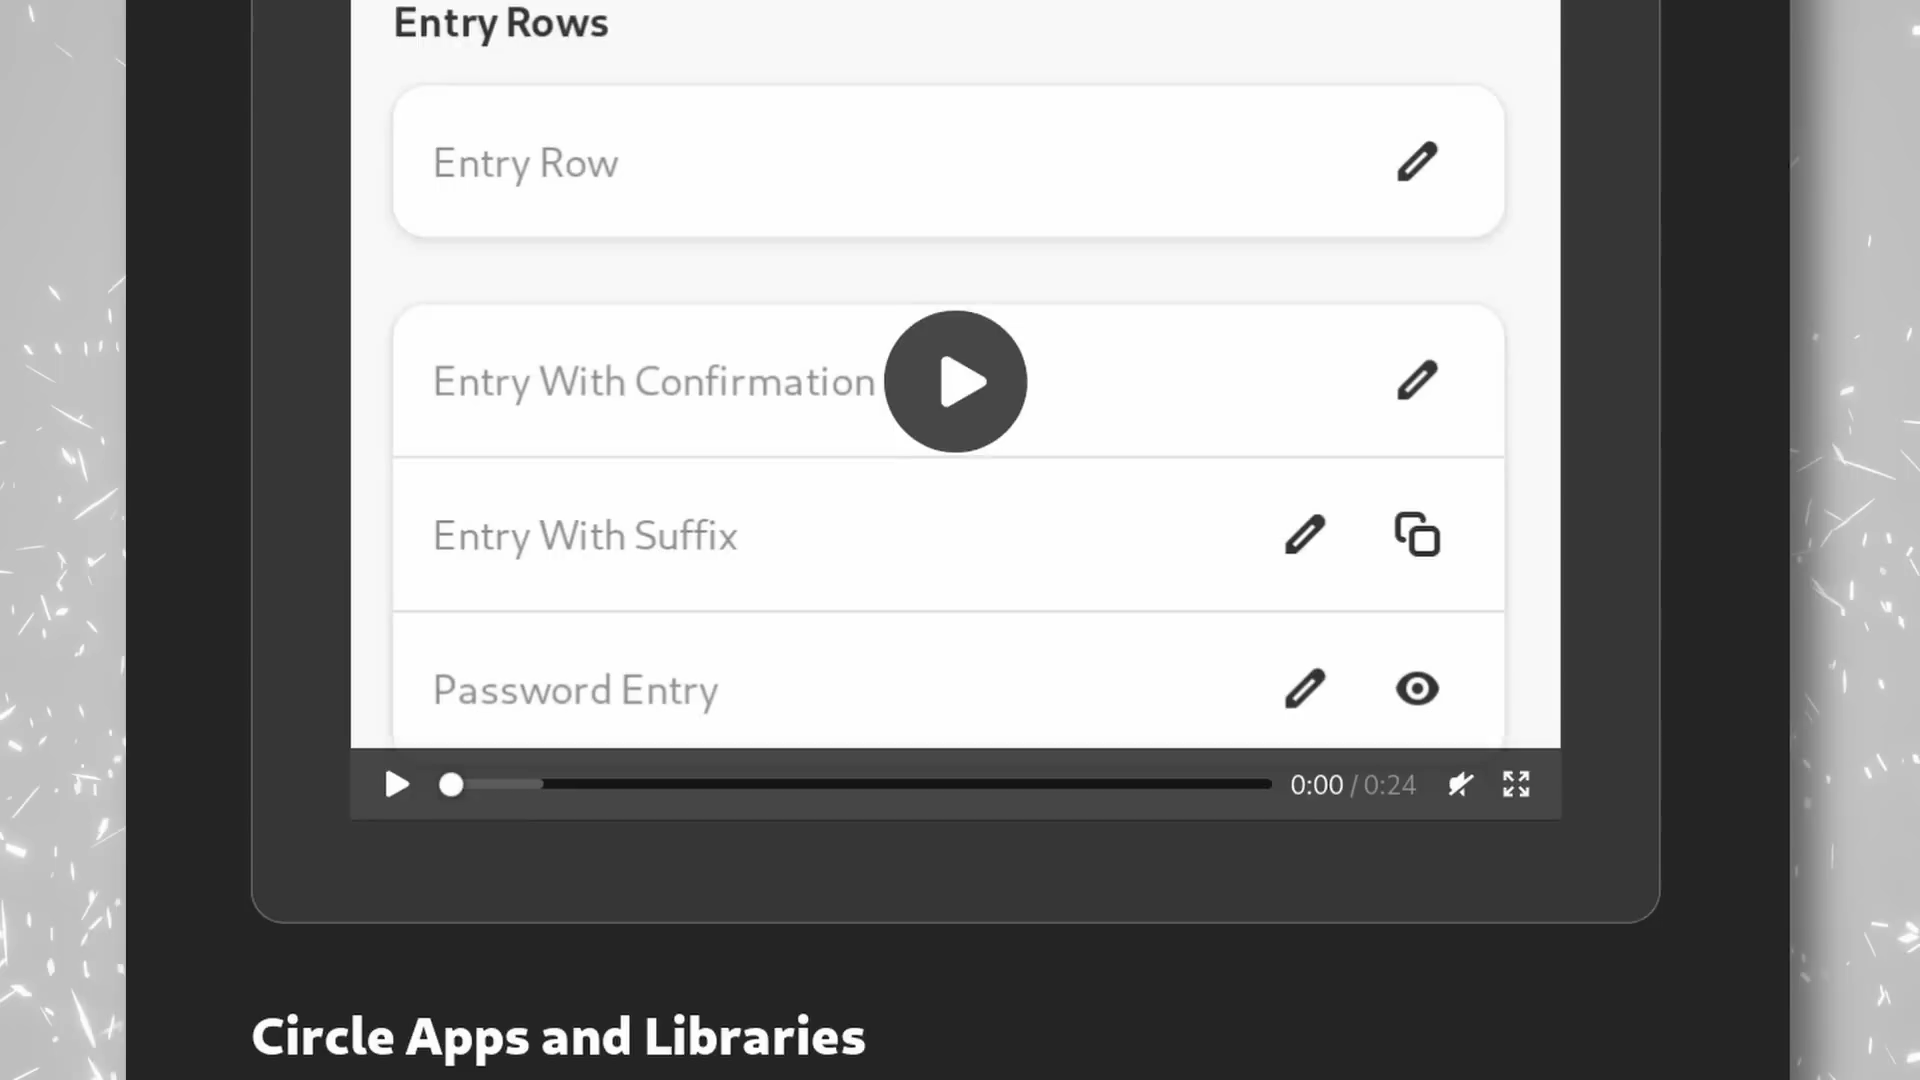 Entry Rows
Entry Row
Entry With Confirmation
Entry With Suffix
Password Entry
0:00 / 0:24
Circle Apps and Libraries